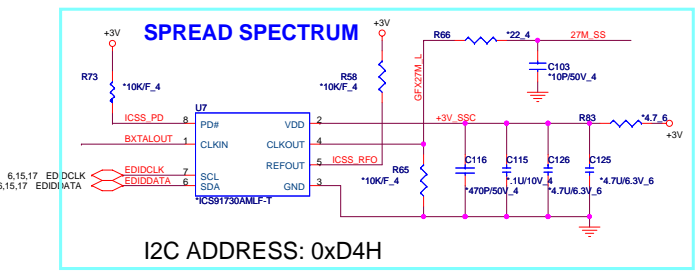 +3V
SPREAD SPECTRUM
+3V
R66
*22_4
27M_SS
R73
*10K/F_4
R58
*10K/F_4
GFX27M_L
C103
*10P/50V_4
U7
ICSS_PD
8
PD#
VDD
2
+3V_SSC
R83
*4.7_6
+3V
BXTALOUT
1
CLKIN
CLKOUT
4
REFOUT
5
ICSS_RFO
6,15,17 EDIDCLK
EDIDCLK
7
SCL
6,15,17 EDIDDATA
EDIDDATA
6
SDA
GND
3
*ICS91730AMLF-T
R65
*10K/F_4
C116
*470P/50V_4
C115
*.1U/10V_4
C126
*4.7U/6.3V_6
C125
*4.7U/6.3V_6
I2C ADDRESS: 0xD4H